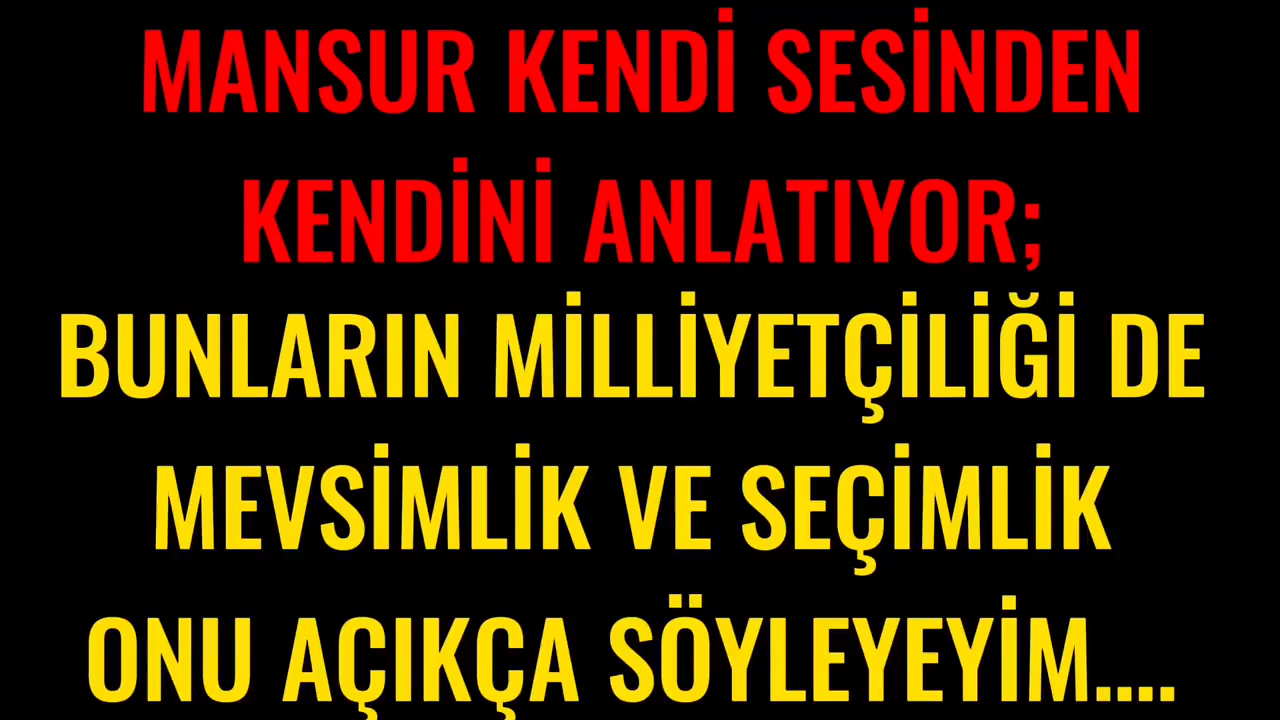 MANSUR KENDİ SESİNDEN
KENDİNİ ANLATIYOR;
BUNLARIN MİLLİYETÇİLİĞİ DE
MEVSİMLİK VE SEÇİMLİK
ONU AÇIKÇA SÖYLEYEYİM....